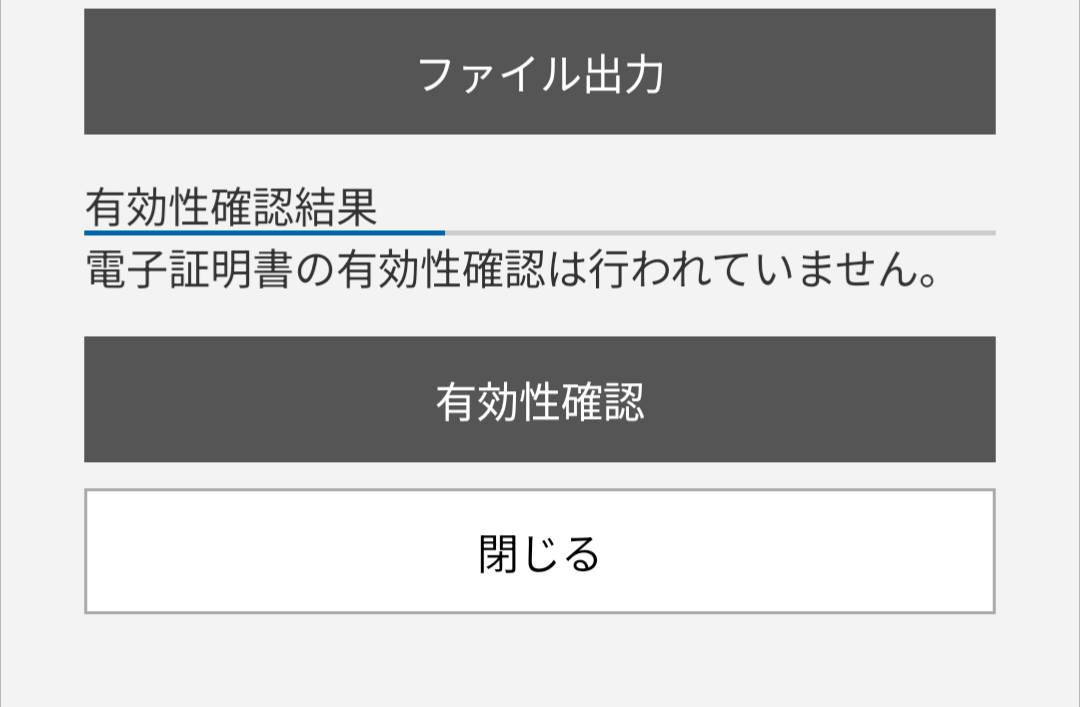 ファイル出力
有効性確認結果
電子証明書の有効性確認は行われていません。
有効性確認
閉じる